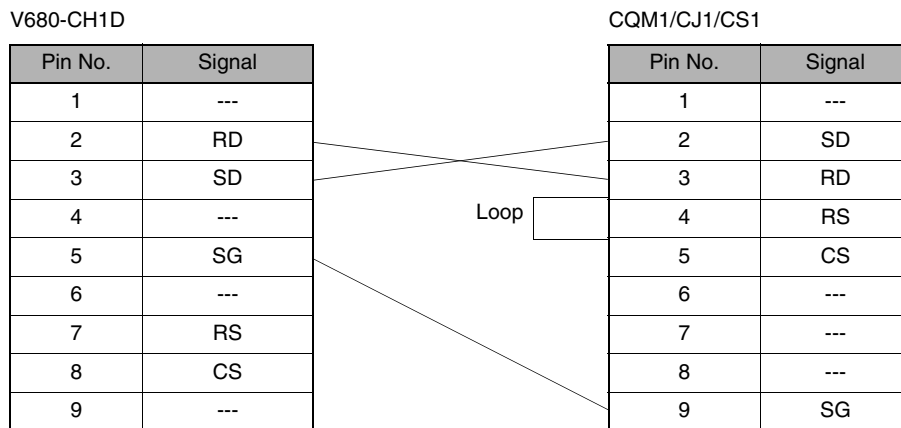 V680-CH1D CQM1/CJ1/CS1
Pin No. Signal Pin No. Signal
1 --- 1 ---
2 RD 2 SD
3 SD 3 RD
4 --- Loop 4 RS
5 SG 5 CS
6 --- 6 ---
7 RS 7 ---
8 CS 8 ---
9 --- 9 SG